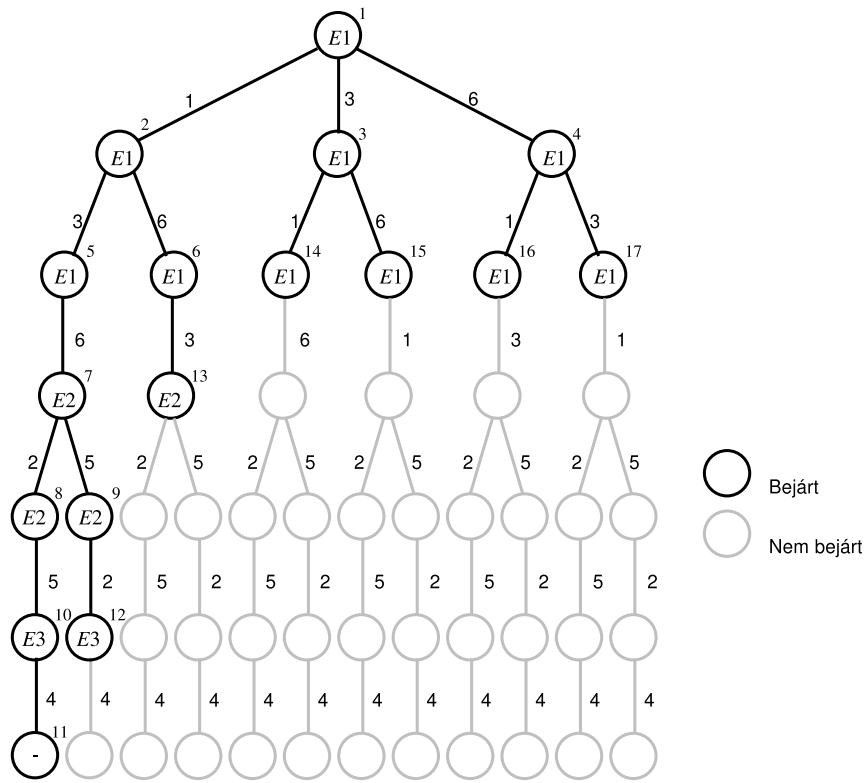 1
E1
1 3 6
2 3 4
E1 E1 E1
3 6 1 6 1 3
5 6 14 15 16 17
E1 E1 E1 E1 E1 E1
6 3 6 1 3 1
7 13
E2 E2
2 5 2 5 2 5 2 5 2 5 2 5
8 9
E2 E2
Bejárt
Nem bejárt
5 2 5 2 5 2 5 2 5 2 5 2
10 12
E3 E3
4 4 4 4 4 4 4 4 4 4 4 4
11
-